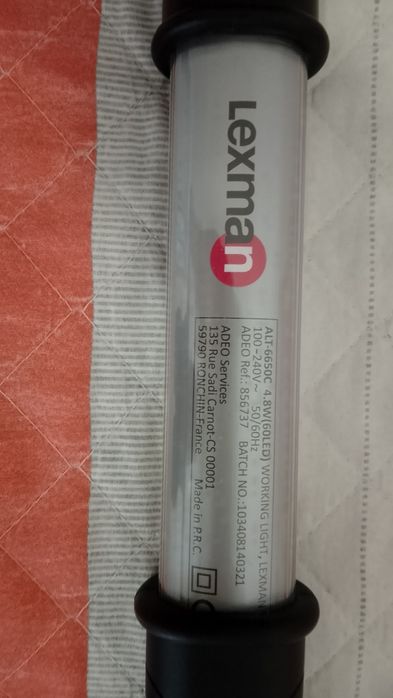 Lexman
ALT-6650C 4,8W(60LED) WORKING LIGHT, LEXMAN
100-240V~ 50/60Hz
ADEO Ref.: 856737 BATCH NO.:103408140321
ADEO Services
135 Rue Sadi Carnot-CS 00001
59790 RONCHIN-France Made in P.R.C.